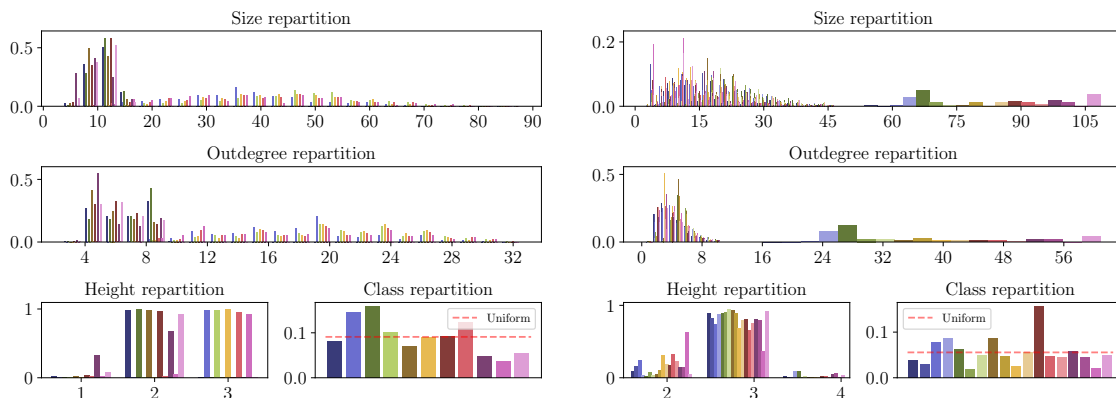 Size repartition
0.5
0.0
0 10 20 30 40 50 60 70 80 90
Outdegree repartition
0.5
0.0
4 8 12 16 20 24 28 32
Height repartition
1
0
1 2 3
Class repartition
Uniform
0.1
0.0
Size repartition
0.2
0.0
0 15 30 45 60 75 90 105
Outdegree repartition
0.5
0.0
0 8 16 24 32 40 48 56
Height repartition
1
0
2 3 4
Class repartition
Uniform
0.1
0.0